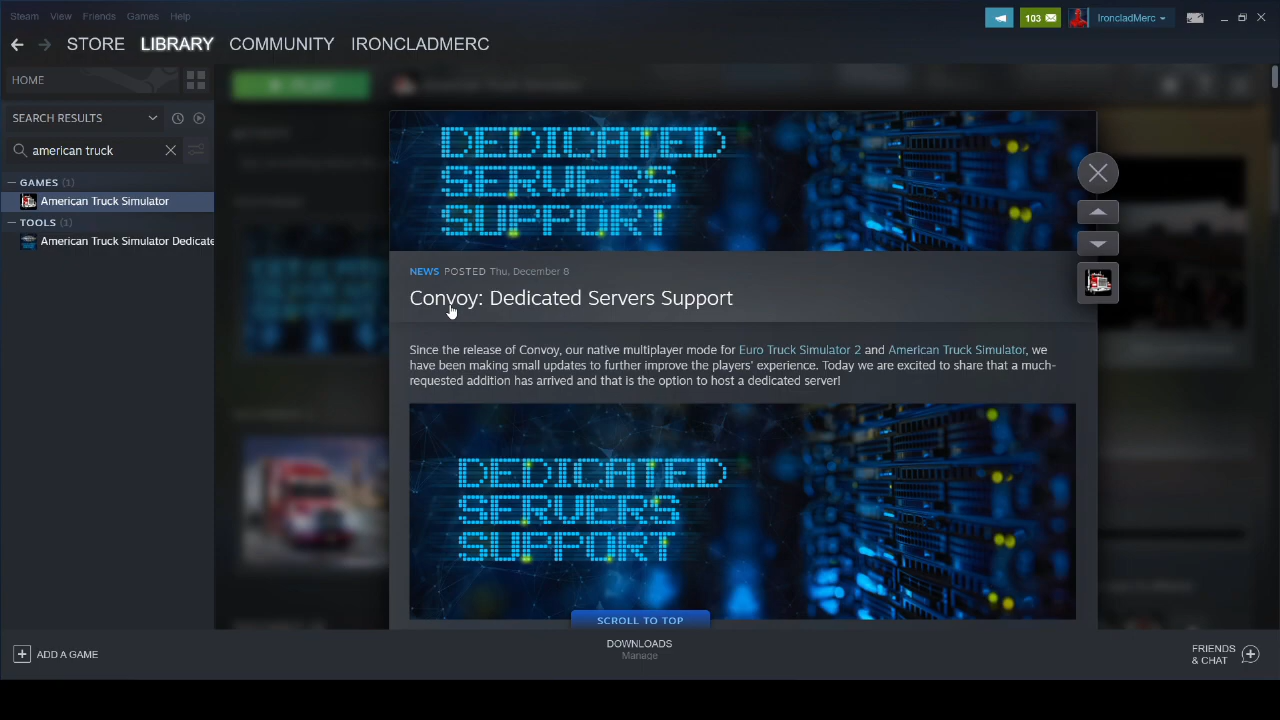 Steam View Friends Games Help
103 IroncladMerc
STORE LIBRARY COMMUNITY IRONCLADMERC
HOME
SEARCH RESULTS
american truck
GAMES (1)
American Truck Simulator
TOOLS (1)
American Truck Simulator Dedicate
DEDICATED
SERVERS
SUPPORT
NEWS POSTED Thu, December 8
Convoy: Dedicated Servers Support
Since the release of Convoy, our native multiplayer mode for Euro Truck Simulator 2 and American Truck Simulator, we
have been making small updates to further improve the players' experience. Today we are excited to share that a much-
requested addition has arrived and that is the option to host a dedicated server!
DEDICATED
SERVERS
SUPPORT
SCROLL TO TOP
ADD A GAME
DOWNLOADS
Manage
FRIENDS
& CHAT